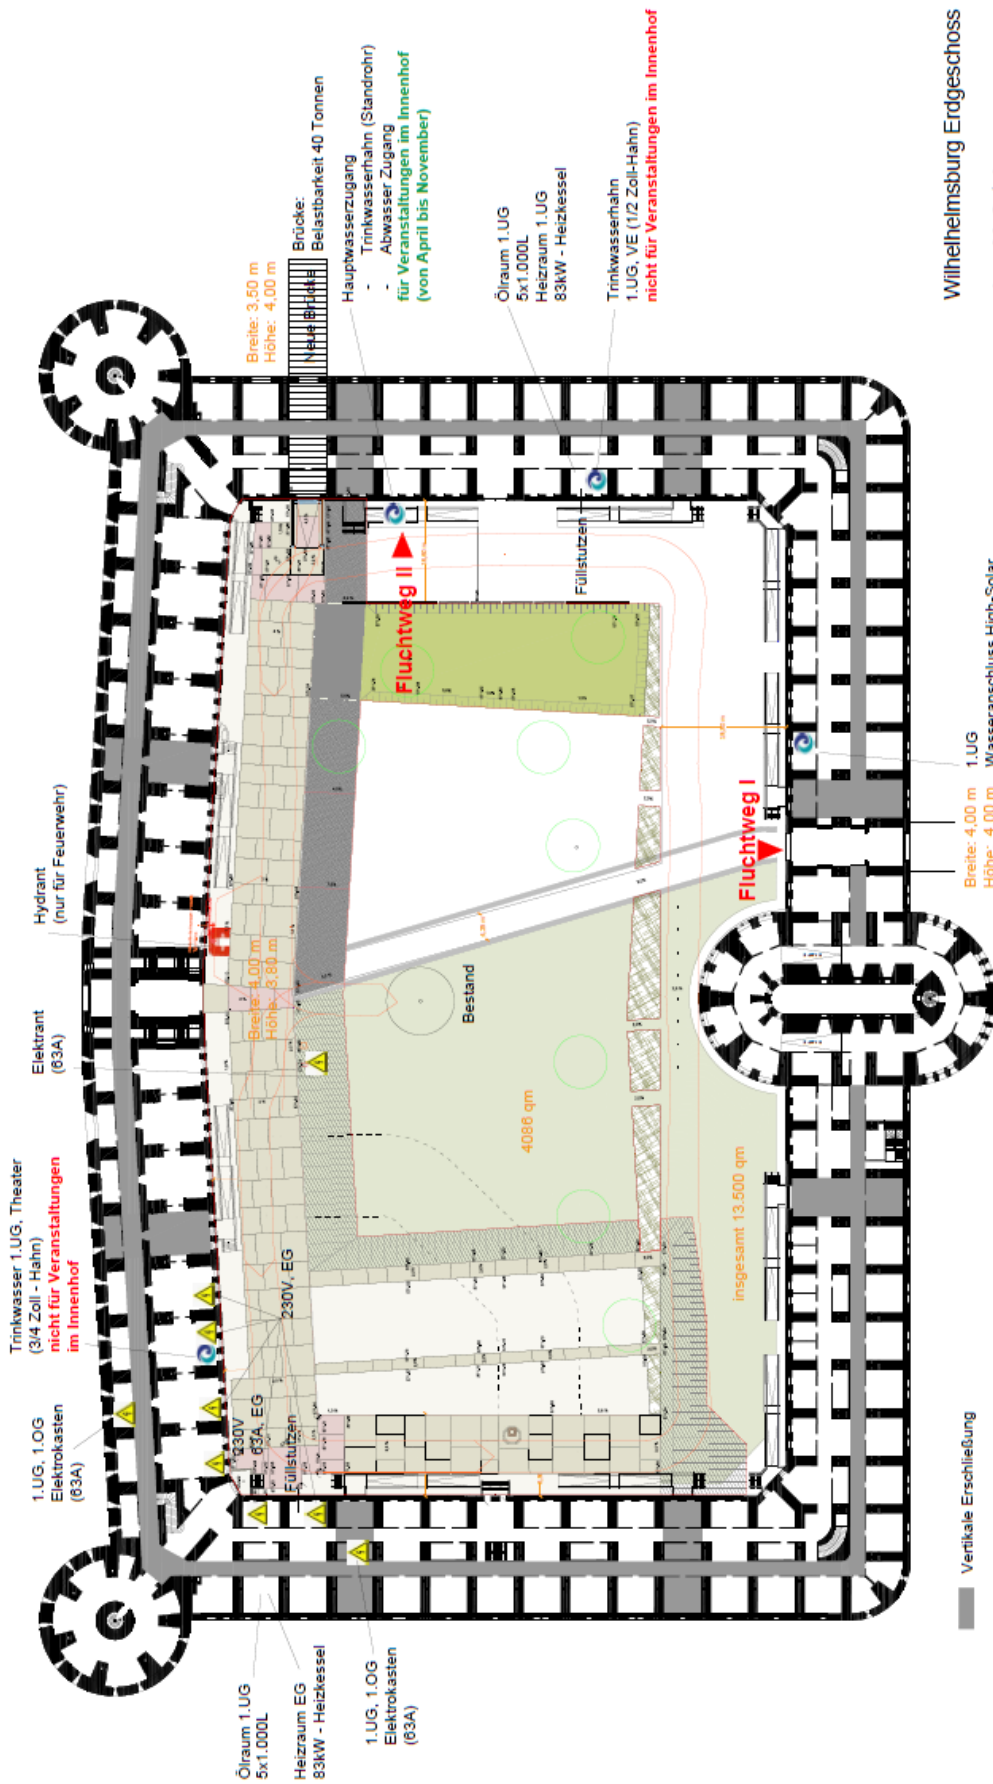 Wilhelhelmsburg Erdgeschoss
Trinkwasser 1.UG, Theater
(3/4 Zoll - Hahn)
nicht für Veranstaltungen
im Innenhof
1.UG, 1.OG
Elektrokasten
(63A)
Elektrant
(63A)
Hydrant
(nur für Feuerwehr)
Breite: 3,50 m
Höhe: 4,00 m
Neue Brücke
Brücke:
Belastbarkeit 40 Tonnen
Hauptwasserzugang
- Trinkwasserhahn (Standrohr)
- Abwasser Zugang
für Veranstaltungen im Innenhof
(von April bis November)
Ölraum 1.UG
5x1.000L
Heizraum 1.UG
83kW - Heizkessel
Trinkwasserhahn
1.UG, VE (1/2 Zoll-Hahn)
nicht für Veranstaltungen im Innenhof
Füllstutzen
Fluchtweg II
Fluchtweg I
Breite: 4,00 m
Höhe: 3,80 m
Bestand
4086 qm
insgesamt 13.500 qm
230V, EG
230V
63A, EG
Füllstutzen
Ölraum 1.UG
5x1.000L
Heizraum EG
83kW - Heizkessel
1.UG, 1.OG
Elektrokasten
(63A)
Breite: 4,00 m
Höhe: 4,00 m
1.UG
Wasseranschluss High-Solar
Vertikale Erschließung